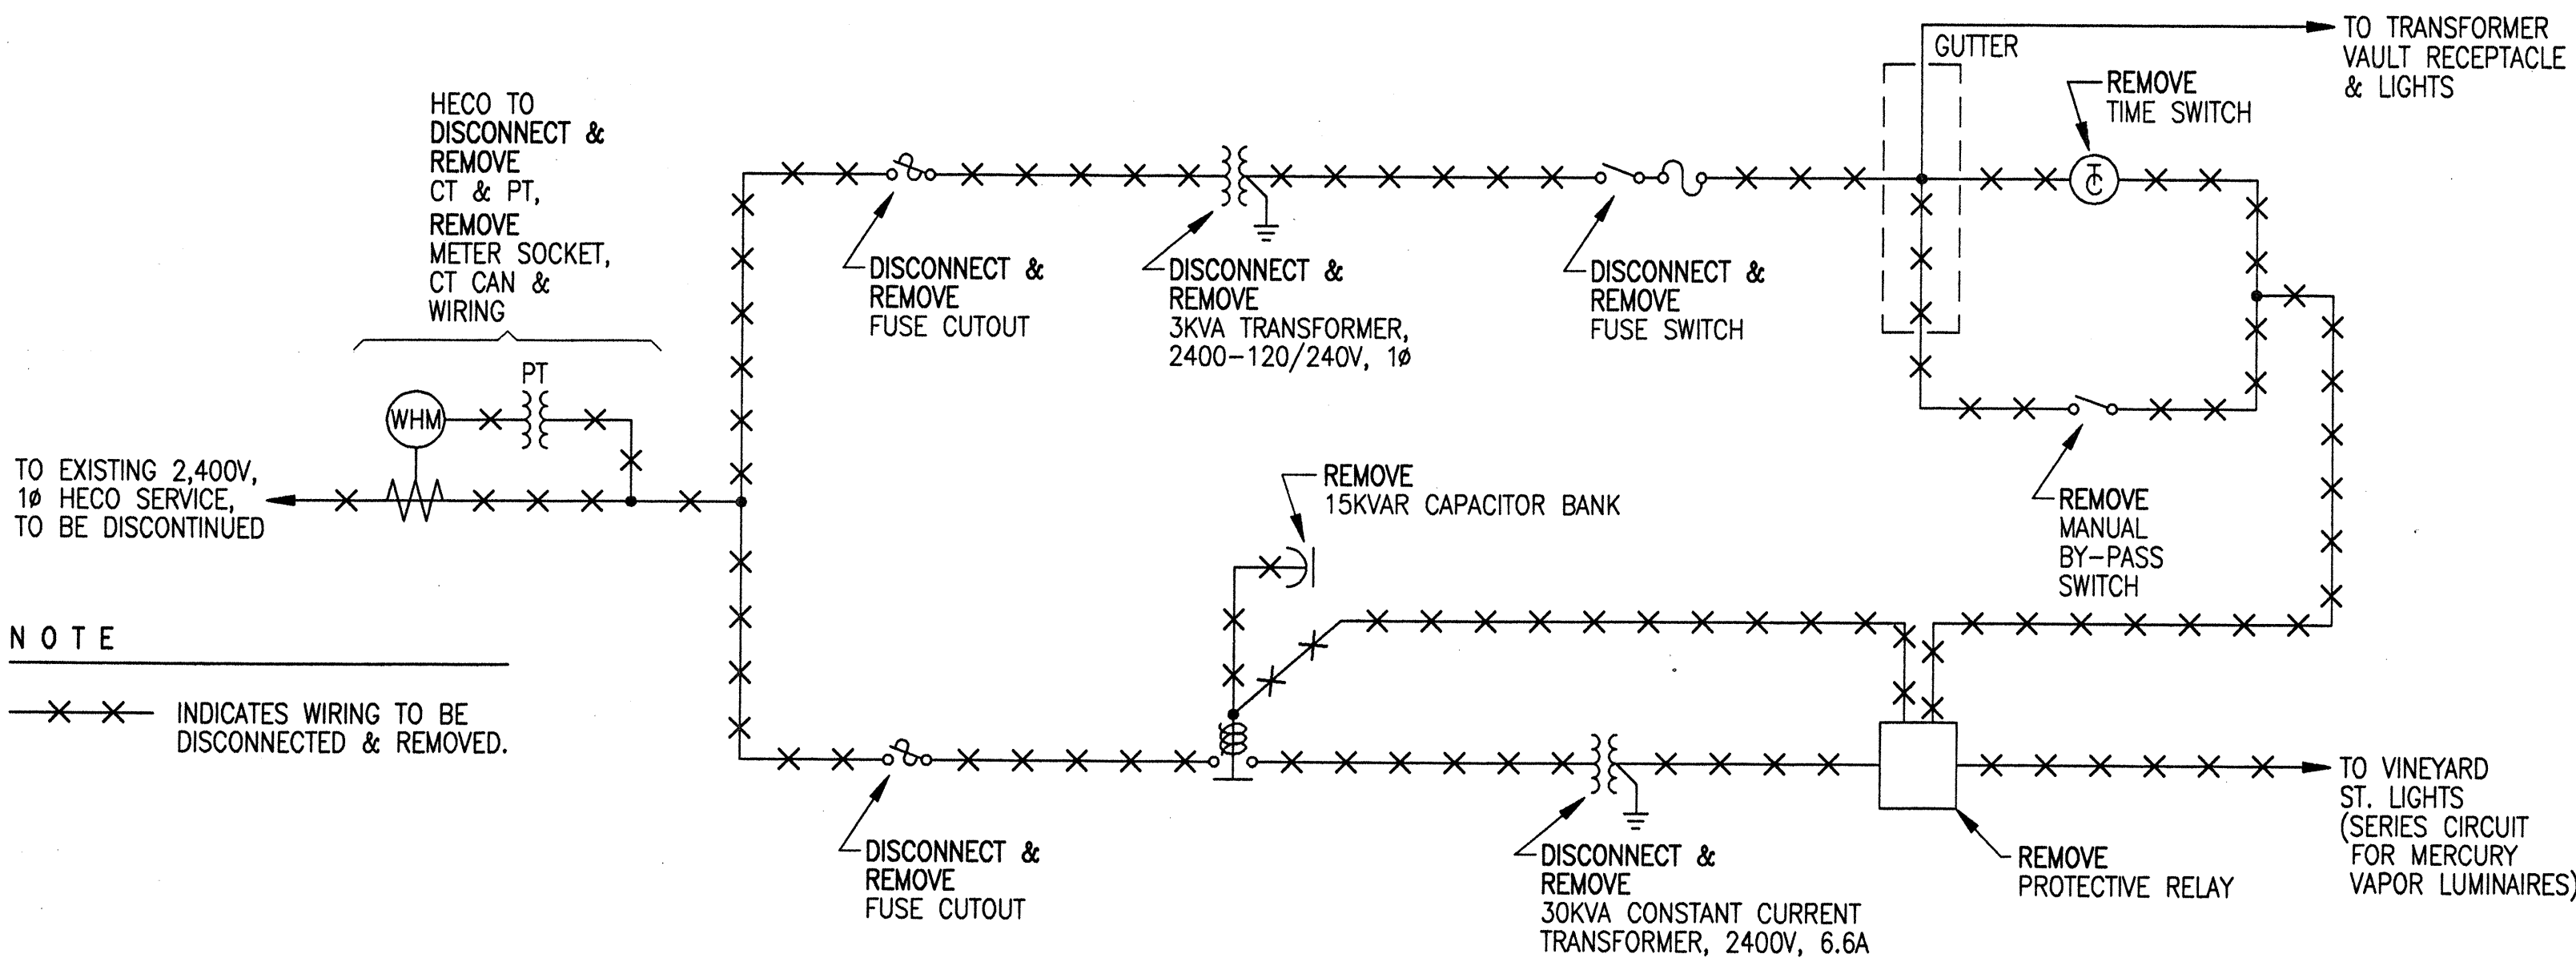 HECO TO
DISCONNECT &
REMOVE
CT & PT,
REMOVE
METER SOCKET,
CT CAN &
WIRING
PT
WHM
TO EXISTING 2,400V,
1ø HECO SERVICE,
TO BE DISCONTINUED
DISCONNECT &
REMOVE
FUSE CUTOUT
DISCONNECT &
REMOVE
3KVA TRANSFORMER,
2400-120/240V, 1ø
DISCONNECT &
REMOVE
FUSE SWITCH
GUTTER
TO TRANSFORMER
VAULT RECEPTACLE
& LIGHTS
REMOVE
TIME SWITCH
TC
REMOVE
MANUAL
BY-PASS
SWITCH
REMOVE
15KVAR CAPACITOR BANK
NOTE
INDICATES WIRING TO BE
DISCONNECTED & REMOVED.
DISCONNECT &
REMOVE
FUSE CUTOUT
DISCONNECT &
REMOVE
30KVA CONSTANT CURRENT
TRANSFORMER, 2400V, 6.6A
REMOVE
PROTECTIVE RELAY
TO VINEYARD
ST. LIGHTS
(SERIES CIRCUIT
FOR MERCURY
VAPOR LUMINAIRES)